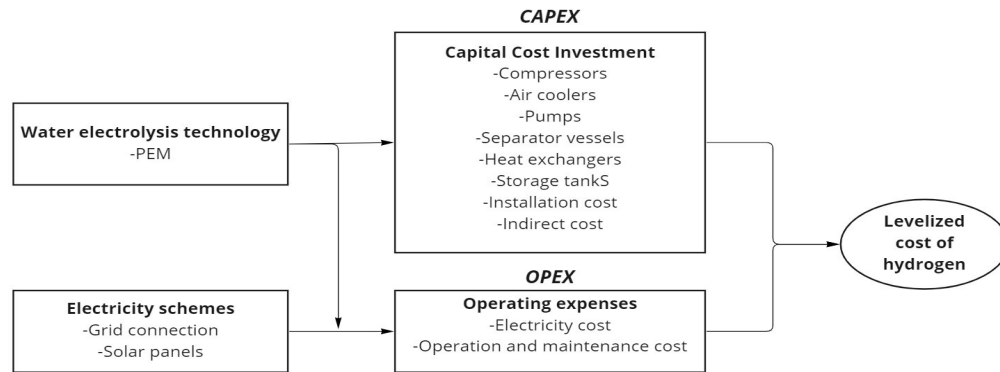 CAPEX
Capital Cost Investment
-Compressors
-Air coolers
-Pumps
-Separator vessels
-Heat exchangers
-Storage tankS
-Installation cost
-Indirect cost
Water electrolysis technology
-PEM
Levelized
cost of
hydrogen
OPEX
Operating expenses
-Electricity cost
-Operation and maintenance cost
Electricity schemes
-Grid connection
-Solar panels